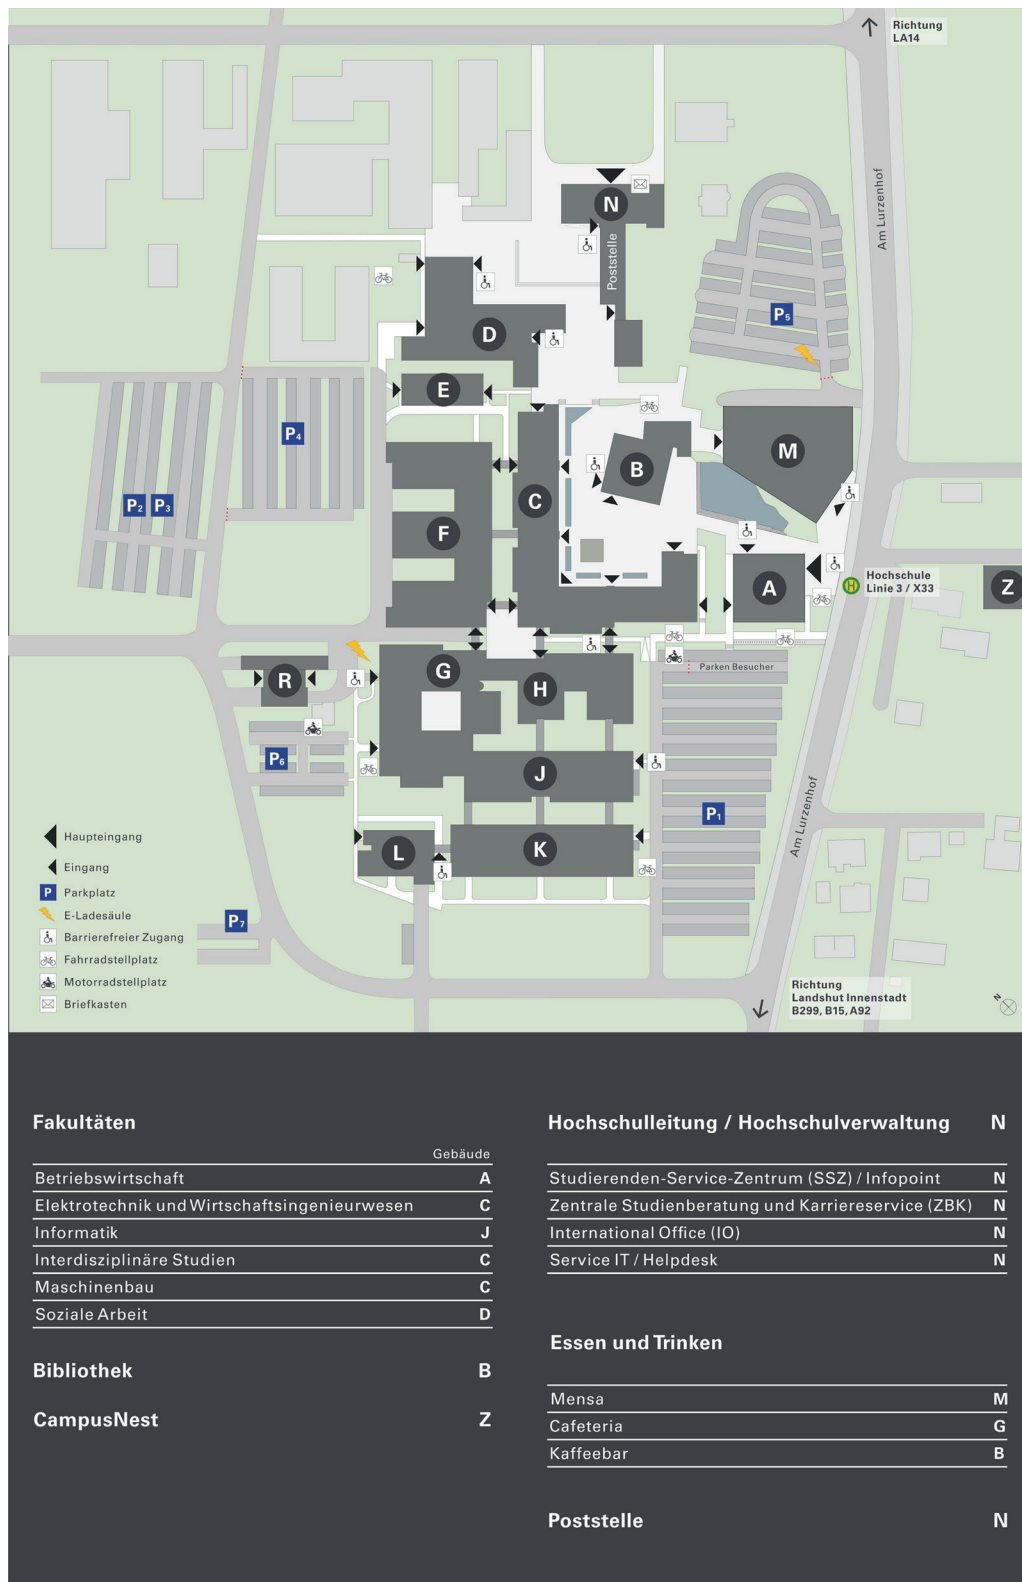 Richtung
LA14
Am Lurzenhof
N
Poststelle
P5
D
E
P4
M
B
P2
P3
C
F
A
Hochschule
Linie 3 / X33
H
Z
Parken Besucher
G
R
H
P6
J
P1
Am Lurzenhof
L
K
P7
Haupteingang
Eingang
P Parkplatz
E-Ladesäule
Barrierefreier Zugang
Fahrradstellplatz
Motorradstellplatz
Briefkasten
Richtung
Landshut Innenstadt
B299, B15, A92
N
Fakultäten
Gebäude
Betriebswirtschaft A
Elektrotechnik und Wirtschaftsingenieurwesen C
Informatik J
Interdisziplinäre Studien C
Maschinenbau C
Soziale Arbeit D
Bibliothek B
CampusNest Z
Hochschulleitung / Hochschulverwaltung N
Studierenden-Service-Zentrum (SSZ) / Infopoint N
Zentrale Studienberatung und Karriereservice (ZBK) N
International Office (IO) N
Service IT / Helpdesk N
Essen und Trinken
Mensa M
Cafeteria G
Kaffeebar B
Poststelle N